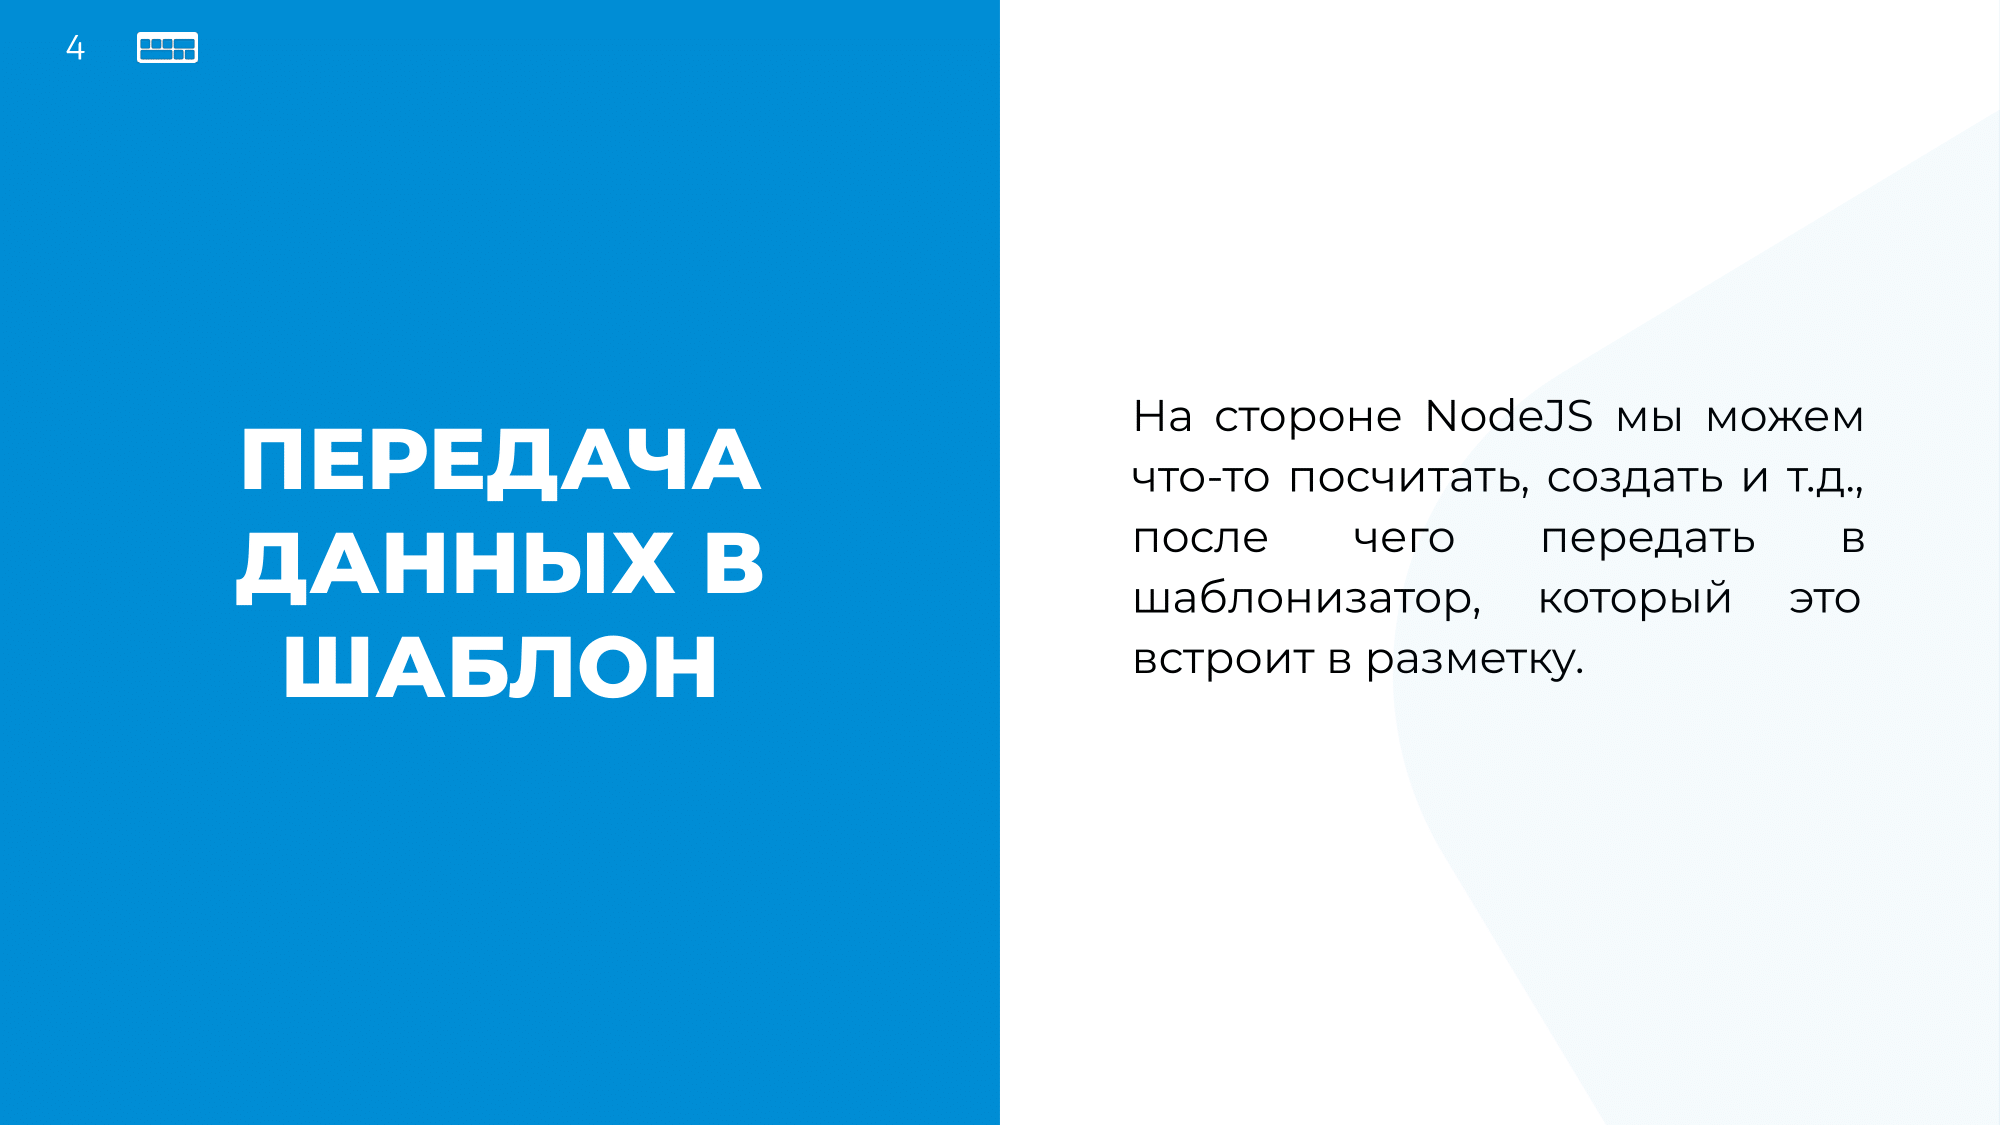 4
ПЕРЕДАЧА
ДАННЫХ В
ШАБЛОН
На стороне NodeJS мы можем
что-то посчитать, создать и т.д.,
после чего передать в
шаблонизатор, который это
встроит в разметку.